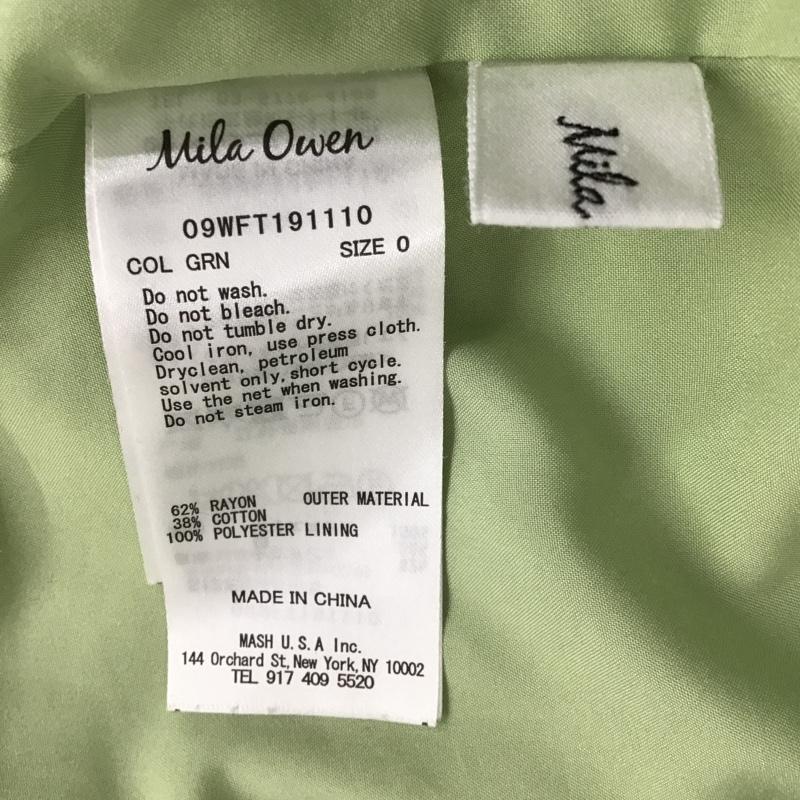 Mila Owen
09WFT191110
COL GRN SIZE 0
Do not wash.
Do not bleach.
Do not tumble dry.
Cool iron, use press cloth.
Dryclean, petroleum
solvent only, short cycle.
Use the net when washing.
Do not steam iron.
62% RAYON OUTER MATERIAL
38% COTTON
100% POLYESTER LINING
MADE IN CHINA
MASH U.S.A Inc.
144 Orchard St, New York, NY 10002
TEL 917 409 5520
Mila